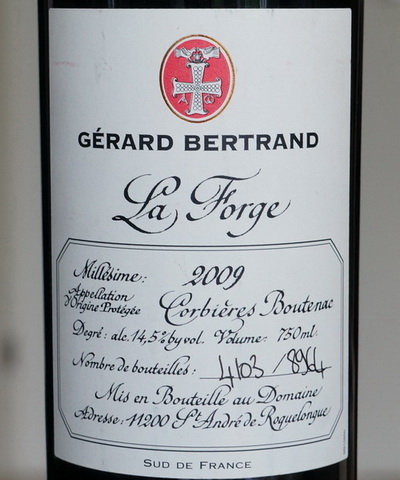 GÉRARD BERTRAND
La Forge
Millésime: 2009
Appellation
d'Origine Protégée Corbières Boutenac
Degré: alc. 14,5% by vol. Volume: 750 ml.
Nombre de bouteilles: 4103 / 8964
Mis en Bouteille au Domaine
Adresse: 11200 St André de Roquelongue
SUD DE FRANCE